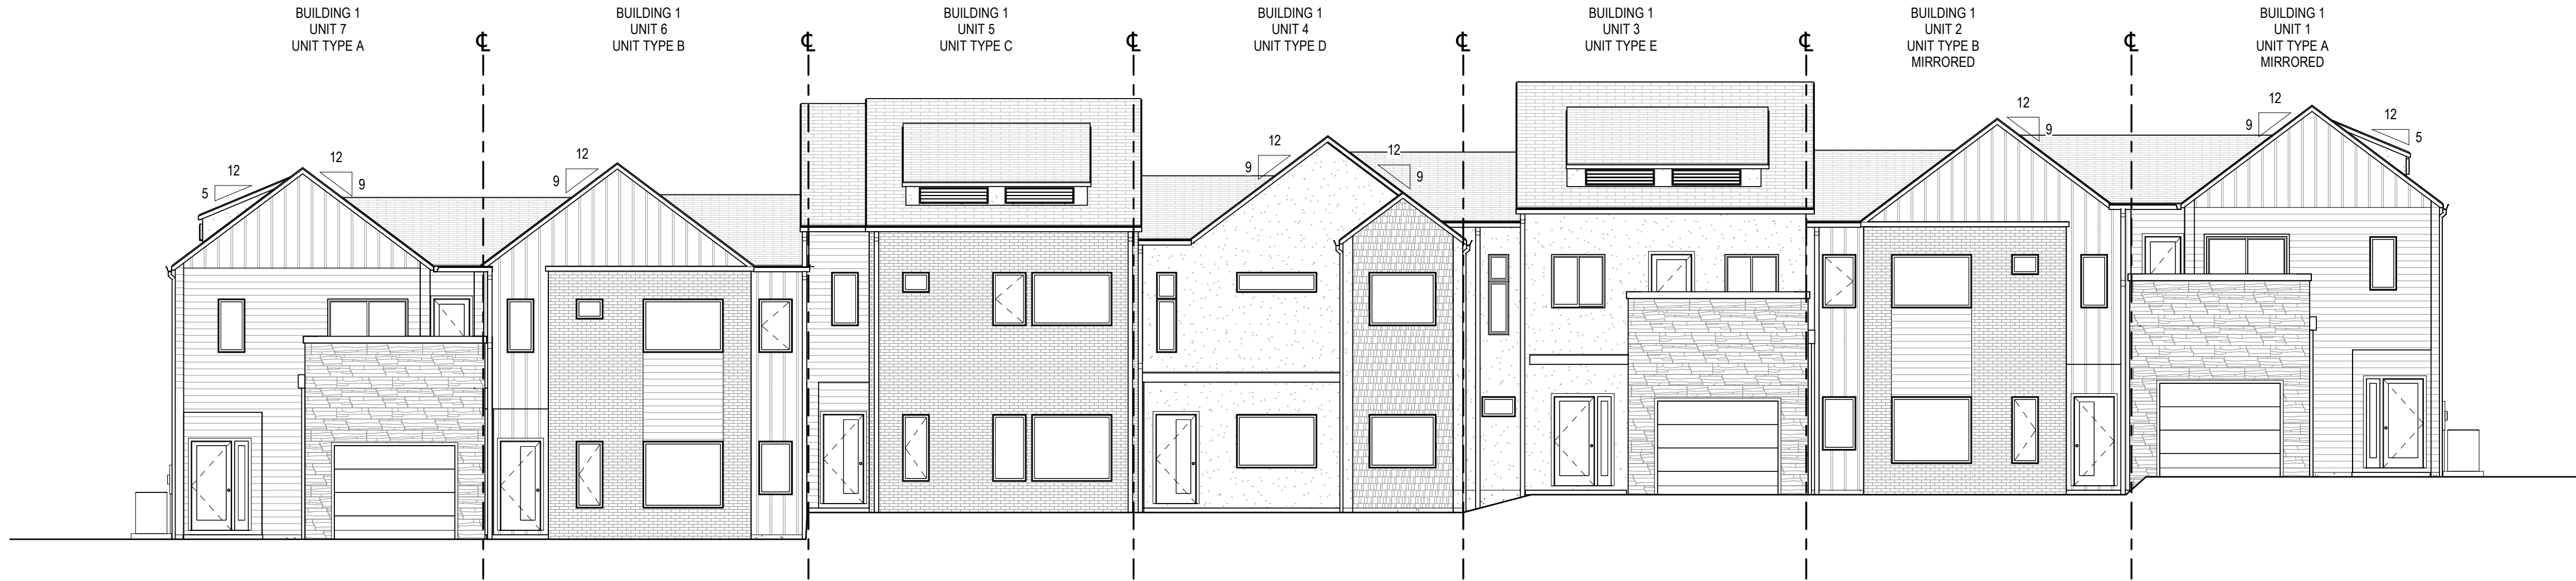 BUILDING 1
UNIT 7
UNIT TYPE A
BUILDING 1
UNIT 6
UNIT TYPE B
BUILDING 1
UNIT 5
UNIT TYPE C
BUILDING 1
UNIT 4
UNIT TYPE D
BUILDING 1
UNIT 3
UNIT TYPE E
BUILDING 1
UNIT 2
UNIT TYPE B
MIRRORED
BUILDING 1
UNIT 1
UNIT TYPE A
MIRRORED
℄
℄
℄
℄
℄
℄
12
5
12
9
12
9
12
9
12
9
12
9
12
9
12
5